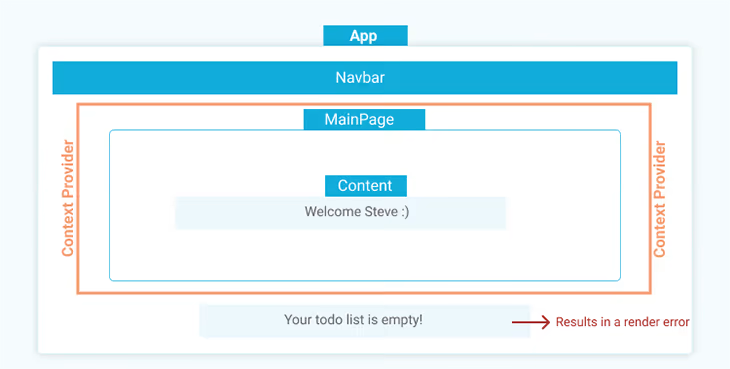 App
Navbar
MainPage
Context Provider
Content
Welcome Steve :)
Context Provider
Your todo list is empty!
Results in a render error